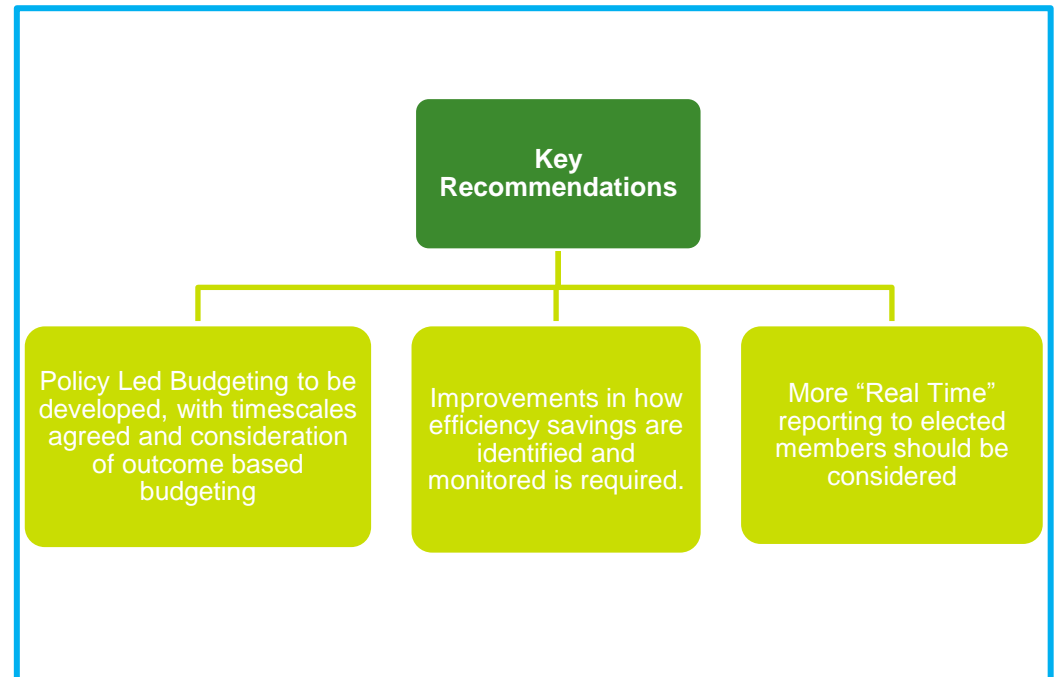 Key
Recommendations
Policy Led Budgeting to be
developed, with timescales
agreed and consideration
of outcome based
budgeting
Improvements in how
efficiency savings are
identified and
monitored is required.
More “Real Time”
reporting to elected
members should be
considered